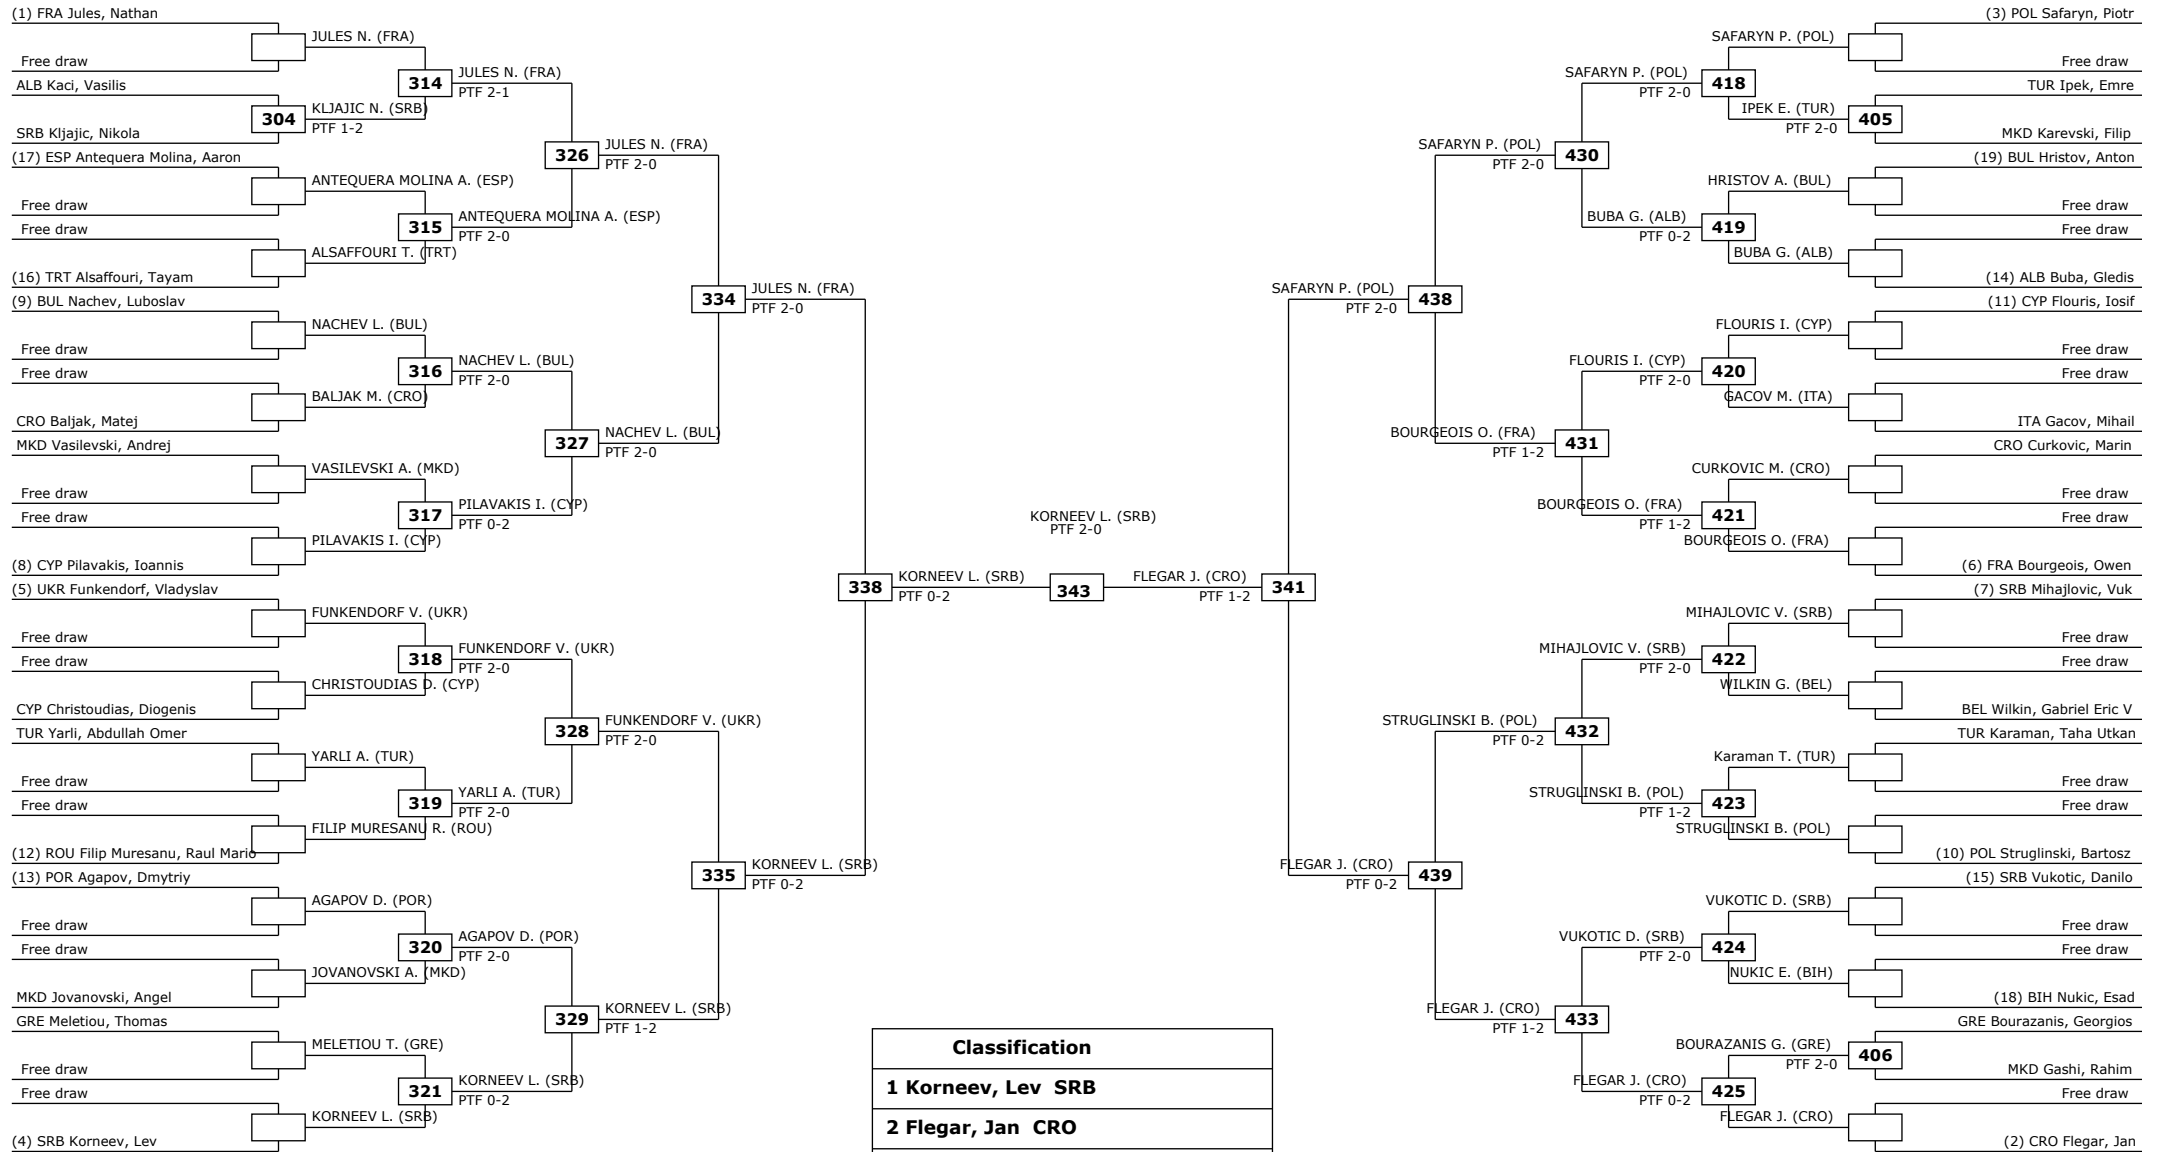 (1) FRA Jules, Nathan
Free draw
ALB Kaci, Vasilis
SRB Kljajic, Nikola
(17) ESP Antequera Molina, Aaron
Free draw
Free draw
(16) TRT Alsaffouri, Tayam
(9) BUL Nachev, Luboslav
Free draw
Free draw
CRO Baljak, Matej
MKD Vasilevski, Andrej
Free draw
Free draw
(8) CYP Pilavakis, Ioannis
(5) UKR Funkendorf, Vladyslav
Free draw
Free draw
CYP Christoudias, Diogenis
TUR Yarli, Abdullah Omer
Free draw
Free draw
(12) ROU Filip Muresanu, Raul Mario
(13) POR Agapov, Dmytriy
Free draw
Free draw
MKD Jovanovski, Angel
GRE Meletiou, Thomas
Free draw
Free draw
(4) SRB Korneev, Lev
JULES N. (FRA)
304
KLJAJIC N. (SRB)
PTF 1-2
ANTEQUERA MOLINA A. (ESP)
ALSAFFOURI T. (TRT)
NACHEV L. (BUL)
BALJAK M. (CRO)
VASILEVSKI A. (MKD)
PILAVAKIS I. (CYP)
FUNKENDORF V. (UKR)
CHRISTOUDIAS D. (CYP)
YARLI A. (TUR)
FILIP MURESANU R. (ROU)
AGAPOV D. (POR)
JOVANOVSKI A. (MKD)
MELETIOU T. (GRE)
KORNEEV L. (SRB)
314
JULES N. (FRA)
PTF 2-1
315
ANTEQUERA MOLINA A. (ESP)
PTF 2-0
316
NACHEV L. (BUL)
PTF 2-0
317
PILAVAKIS I. (CYP)
PTF 0-2
318
FUNKENDORF V. (UKR)
PTF 2-0
319
YARLI A. (TUR)
PTF 2-0
320
AGAPOV D. (POR)
PTF 2-0
321
KORNEEV L. (SRB)
PTF 0-2
326
JULES N. (FRA)
PTF 2-0
327
NACHEV L. (BUL)
PTF 2-0
328
FUNKENDORF V. (UKR)
PTF 2-0
329
KORNEEV L. (SRB)
PTF 1-2
334
JULES N. (FRA)
PTF 2-0
335
KORNEEV L. (SRB)
PTF 0-2
338
KORNEEV L. (SRB)
PTF 0-2
KORNEEV L. (SRB)
PTF 2-0
343
FLEGAR J. (CRO)
PTF 1-2
341
SAFARYN P. (POL)
PTF 2-0
438
FLEGAR J. (CRO)
PTF 0-2
439
SAFARYN P. (POL)
PTF 2-0
430
BOURGEOIS O. (FRA)
PTF 1-2
431
STRUGLINSKI B. (POL)
PTF 0-2
432
FLEGAR J. (CRO)
PTF 1-2
433
SAFARYN P. (POL)
PTF 2-0
418
BUBA G. (ALB)
PTF 0-2
419
FLOURIS I. (CYP)
PTF 2-0
420
BOURGEOIS O. (FRA)
PTF 1-2
421
MIHAJLOVIC V. (SRB)
PTF 2-0
422
STRUGLINSKI B. (POL)
PTF 1-2
423
VUKOTIC D. (SRB)
PTF 2-0
424
FLEGAR J. (CRO)
PTF 0-2
425
SAFARYN P. (POL)
IPEK E. (TUR)
PTF 2-0
405
HRISTOV A. (BUL)
BUBA G. (ALB)
FLOURIS I. (CYP)
GACOV M. (ITA)
CURKOVIC M. (CRO)
BOURGEOIS O. (FRA)
MIHAJLOVIC V. (SRB)
WILKIN G. (BEL)
Karaman T. (TUR)
STRUGLINSKI B. (POL)
VUKOTIC D. (SRB)
NUKIC E. (BIH)
BOURAZANIS G. (GRE)
PTF 2-0
406
FLEGAR J. (CRO)
(3) POL Safaryn, Piotr
Free draw
TUR Ipek, Emre
MKD Karevski, Filip
(19) BUL Hristov, Anton
Free draw
Free draw
(14) ALB Buba, Gledis
(11) CYP Flouris, Iosif
Free draw
Free draw
ITA Gacov, Mihail
CRO Curkovic, Marin
Free draw
Free draw
(6) FRA Bourgeois, Owen
(7) SRB Mihajlovic, Vuk
Free draw
Free draw
BEL Wilkin, Gabriel Eric V
TUR Karaman, Taha Utkan
Free draw
Free draw
(10) POL Struglinski, Bartosz
(15) SRB Vukotic, Danilo
Free draw
Free draw
(18) BIH Nukic, Esad
GRE Bourazanis, Georgios
MKD Gashi, Rahim
Free draw
(2) CRO Flegar, Jan
Classification
1 Korneev, Lev SRB
2 Flegar, Jan CRO